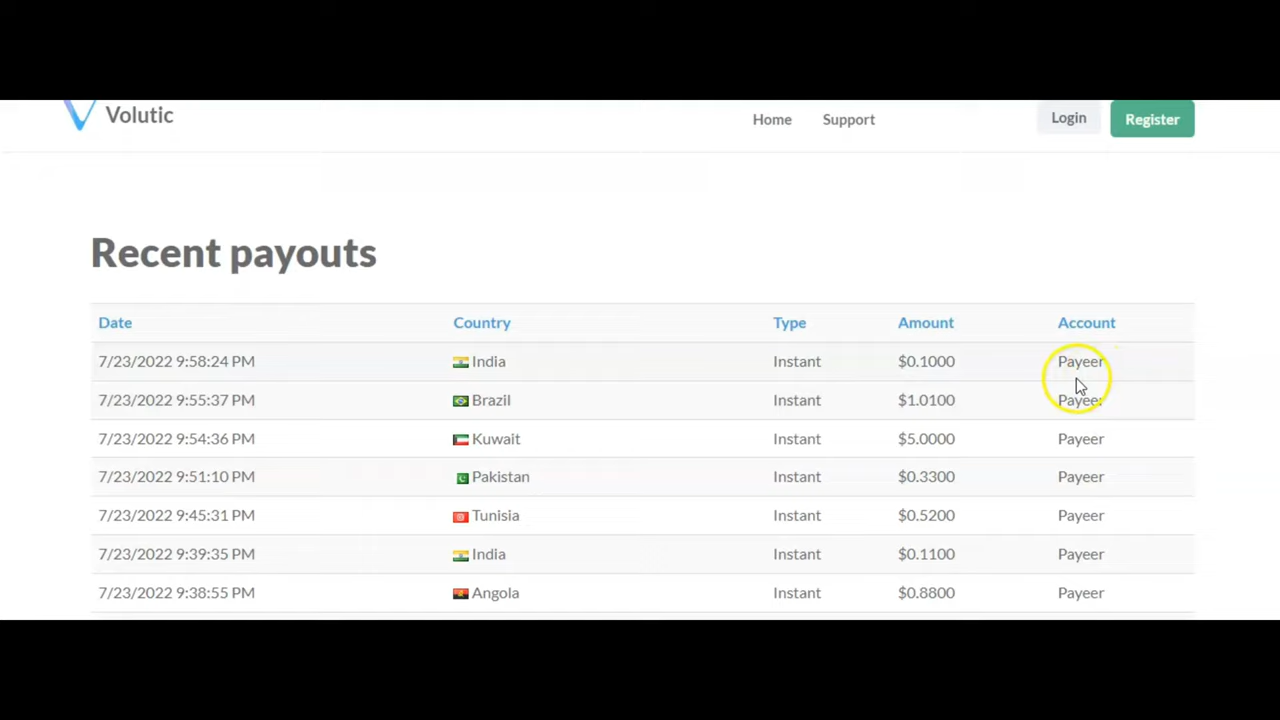 Volutic Home Support Login Register
Recent payouts
Date Country Type Amount Account
7/23/2022 9:58:24 PM India Instant $0.1000 Payeer
7/23/2022 9:55:37 PM Brazil Instant $1.0100 Payeer
7/23/2022 9:54:36 PM Kuwait Instant $5.0000 Payeer
7/23/2022 9:51:10 PM Pakistan Instant $0.3300 Payeer
7/23/2022 9:45:31 PM Tunisia Instant $0.5200 Payeer
7/23/2022 9:39:35 PM India Instant $0.1100 Payeer
7/23/2022 9:38:55 PM Angola Instant $0.8800 Payeer